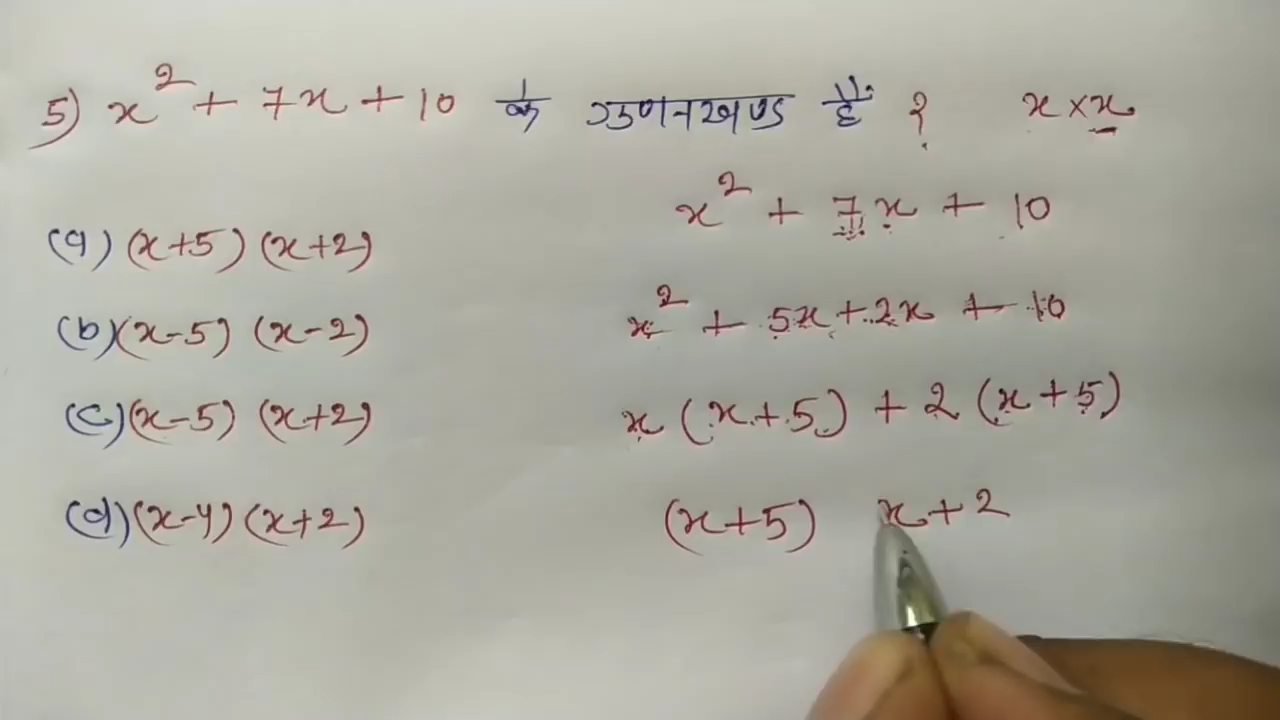 5) x² + 7x + 10 के गुणनखण्ड है ? x × x
x² + 7x + 10
(a) (x+5) (x+2)
x² + 5x + 2x + 10
(b) (x-5) (x-2)
x (x+5) + 2 (x+5)
(c) (x-5) (x+2)
(x+5) x+2
(d) (x-4) (x+2)